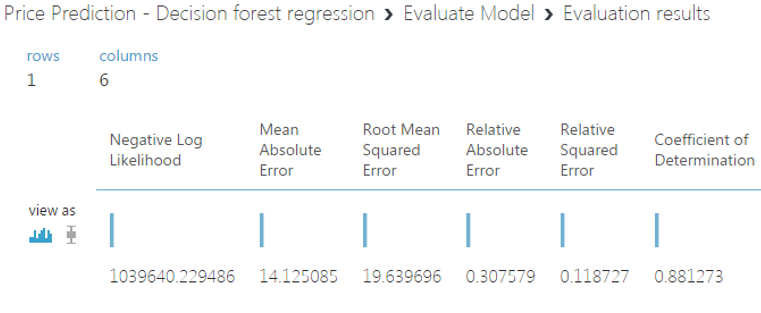 Price Prediction - Decision forest regression ❯ Evaluate Model ❯ Evaluation results
rows columns
1 6
Negative Log Likelihood Mean Absolute Error Root Mean Squared Error Relative Absolute Error Relative Squared Error Coefficient of Determination
view as
1039640.229486 14.125085 19.639696 0.307579 0.118727 0.881273